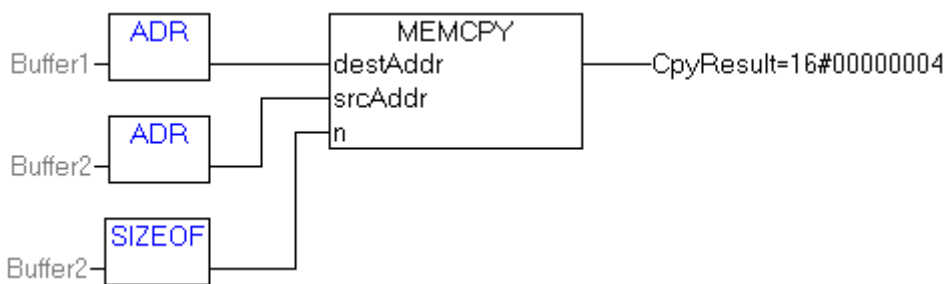 ADR
MEMCPY
Buffer1
destAddr
CpyResult=16#00000004
srcAddr
ADR
n
Buffer2
SIZEOF
Buffer2